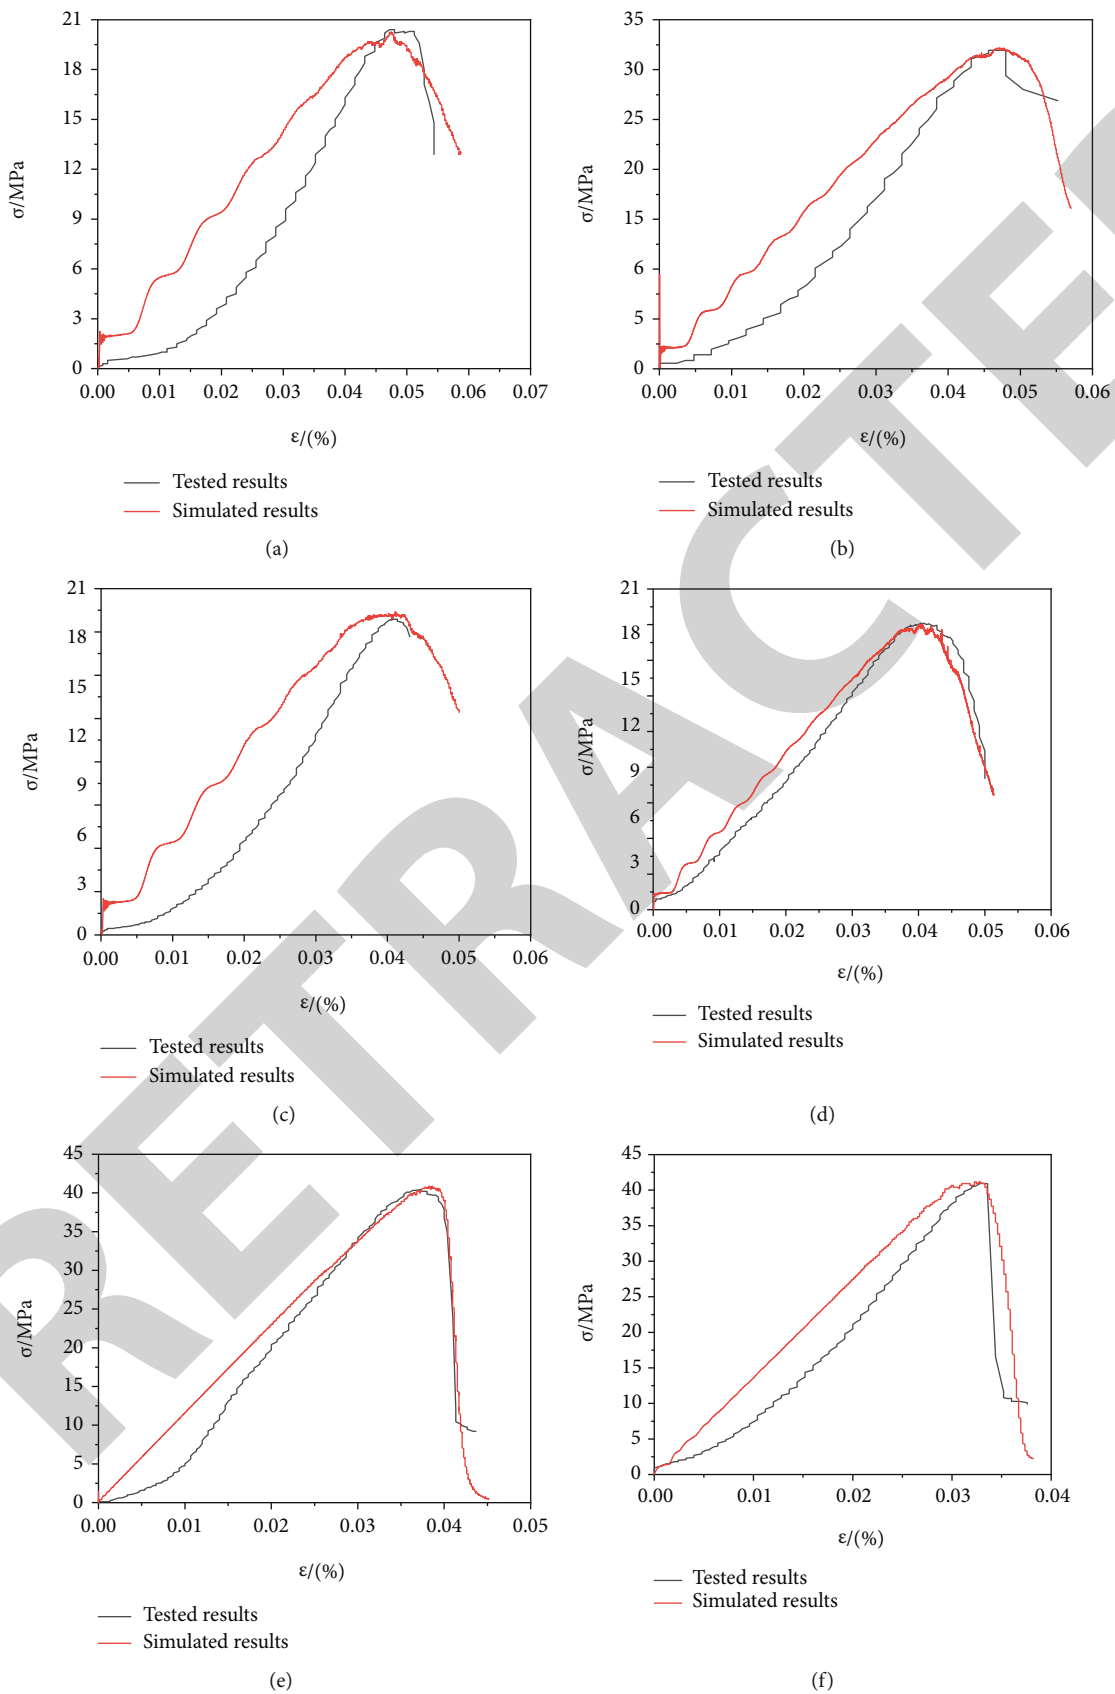 21
18
15
12
9
6
3
0
σ/MPa
0.00 0.01 0.02 0.03 0.04 0.05 0.06 0.07
ε/(%)
Tested results
Simulated results
(a)
35
32
25
20
15
6
5
0
σ/MPa
0.00 0.01 0.02 0.03 0.04 0.05 0.06
ε/(%)
Tested results
Simulated results
(b)
21
18
15
12
9
6
3
0
σ/MPa
0.00 0.01 0.02 0.03 0.04 0.05 0.06
ε/(%)
Tested results
Simulated results
(c)
21
18
15
12
9
6
3
0
σ/MPa
0.00 0.01 0.02 0.03 0.04 0.05 0.06
ε/(%)
Tested results
Simulated results
(d)
45
40
35
30
25
20
15
10
5
0
σ/MPa
0.00 0.01 0.02 0.03 0.04 0.05
ε/(%)
Tested results
Simulated results
(e)
45
40
35
30
25
20
15
10
5
0
σ/MPa
0.00 0.01 0.02 0.03 0.04
ε/(%)
Tested results
Simulated results
(f)
RETRACTE